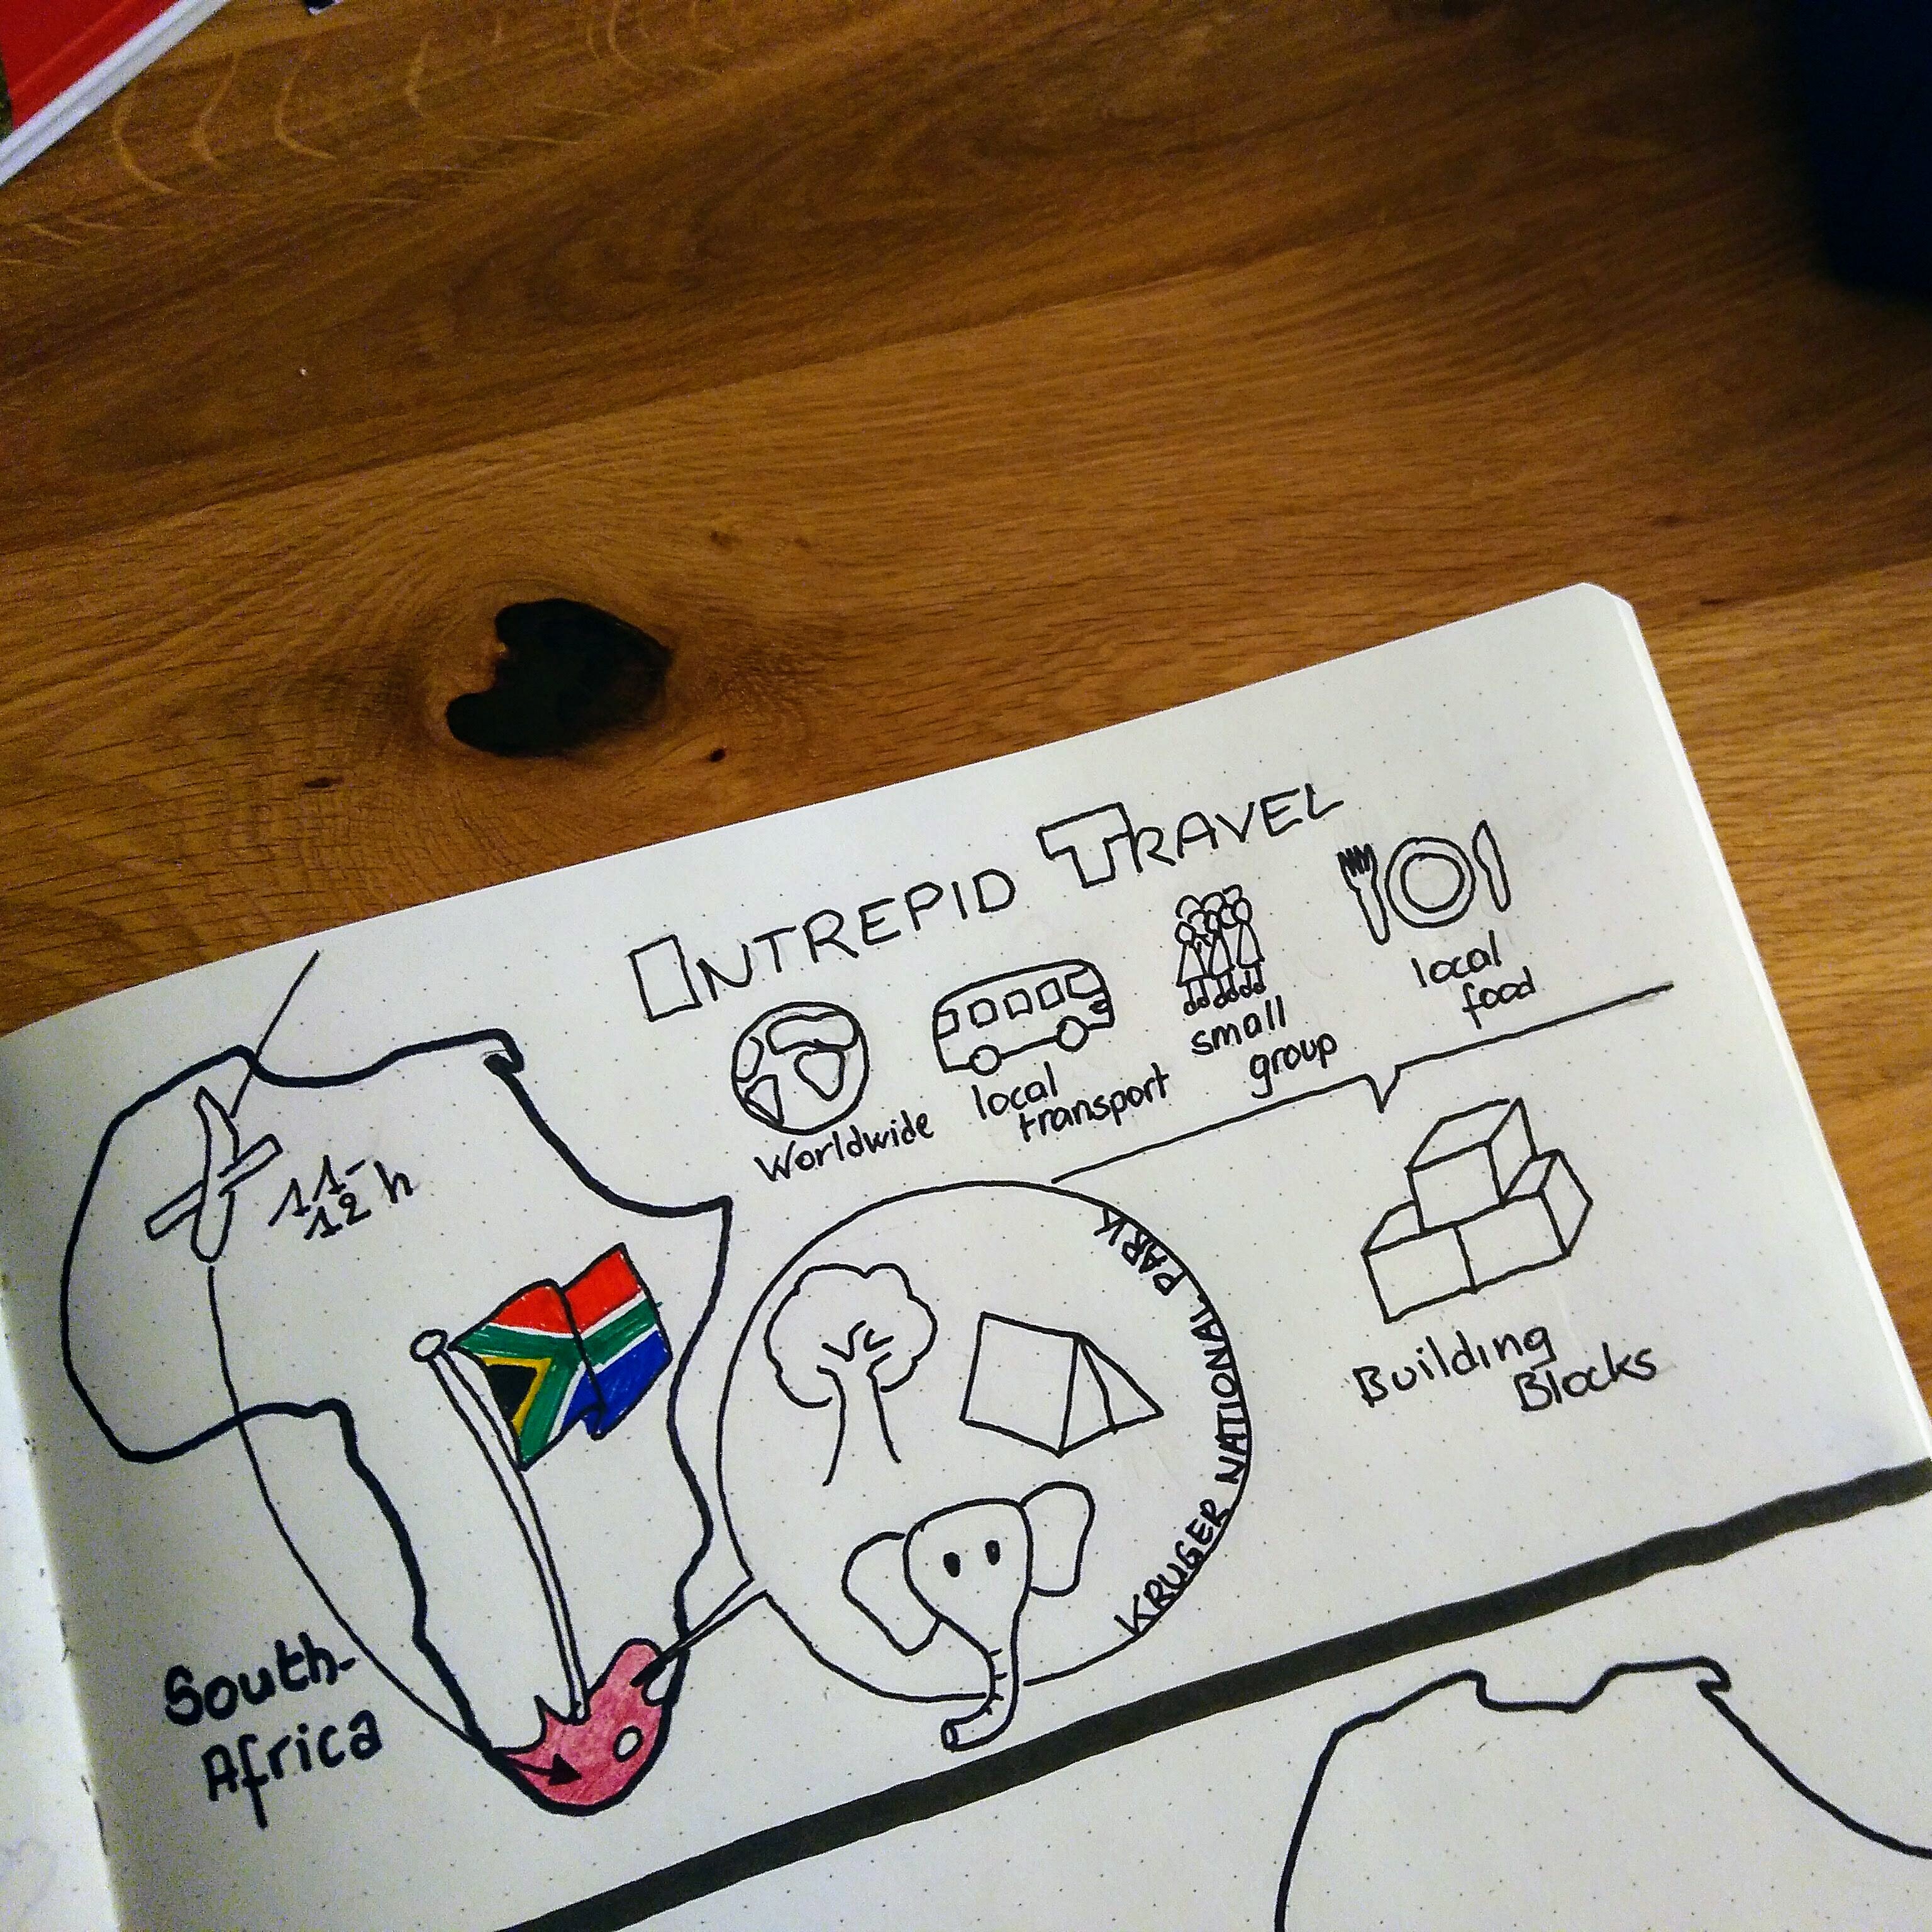 INTREPID TRAVEL
Worldwide
local
transport
small
group
local
food
11-
12 h
KRUGER NATIONAL PARK
Building
Blocks
South-
Africa